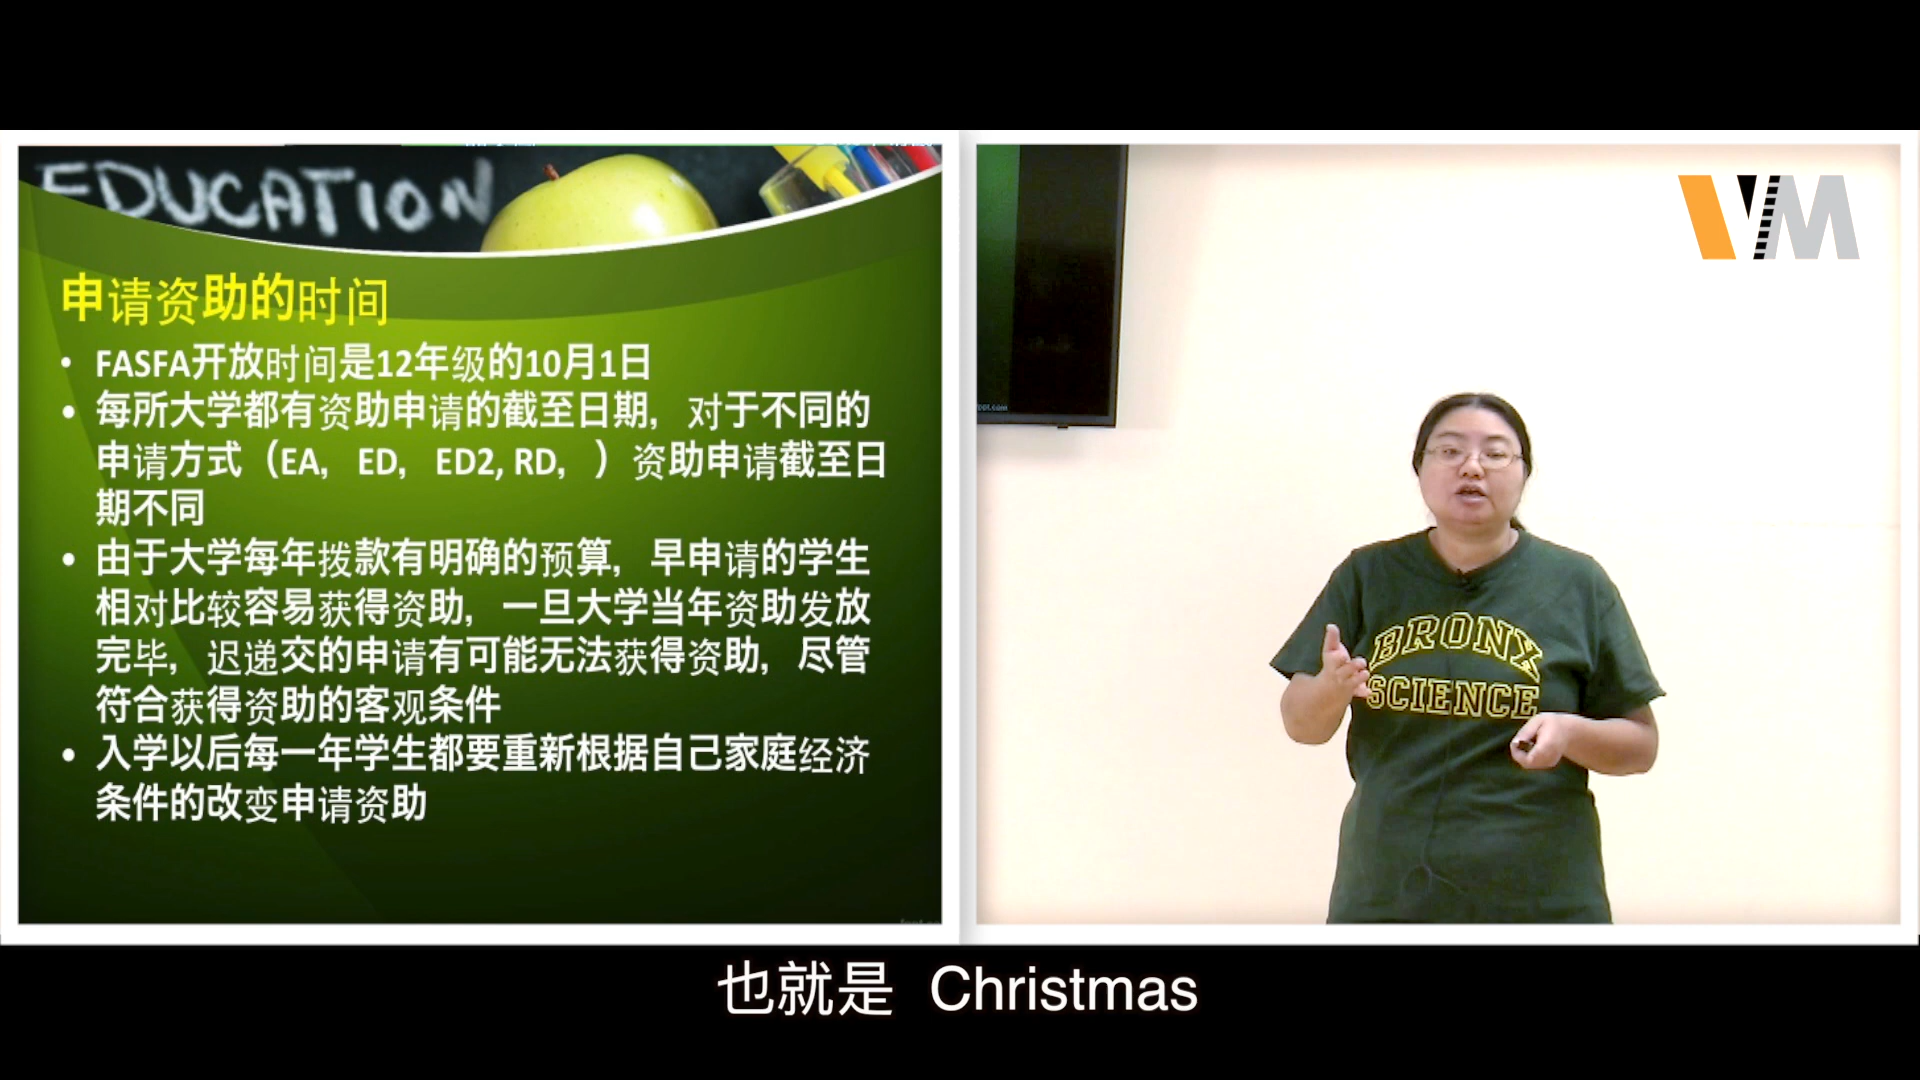 EDUCATION
申请资助的时间
• FASFA开放时间是12年级的10月1日
• 每所大学都有资助申请的截至日期，对于不同的
申请方式（EA，ED，ED2, RD，）资助申请截至日
期不同
• 由于大学每年拨款有明确的预算，早申请的学生
相对比较容易获得资助，一旦大学当年资助发放
完毕，迟递交的申请有可能无法获得资助，尽管
符合获得资助的客观条件
• 入学以后每一年学生都要重新根据自己家庭经济
条件的改变申请资助
VM
BRONX
SCIENCE
也就是 Christmas